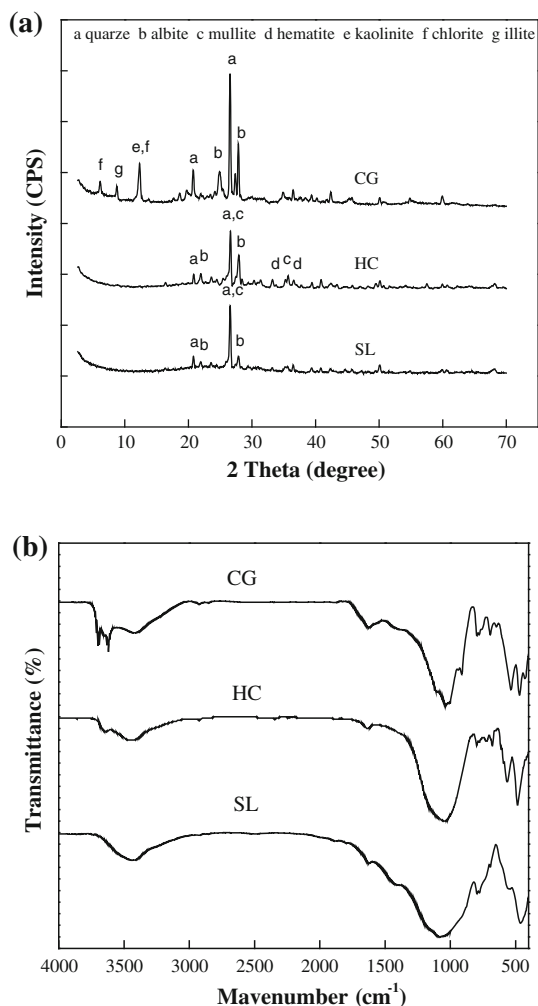 (a)
a quarze b albite c mullite d hematite e kaolinite f chlorite g illite
a
f
g
e,f
a
b
b
CG
a,c
a
b
b
d
c
d
HC
a,c
a
b
b
SL
Intensity (CPS)
0 10 20 30 40 50 60 70
2 Theta (degree)
(b)
CG
HC
SL
Transmittance (%)
4000 3500 3000 2500 2000 1500 1000 500
Mavenumber (cm⁻¹)